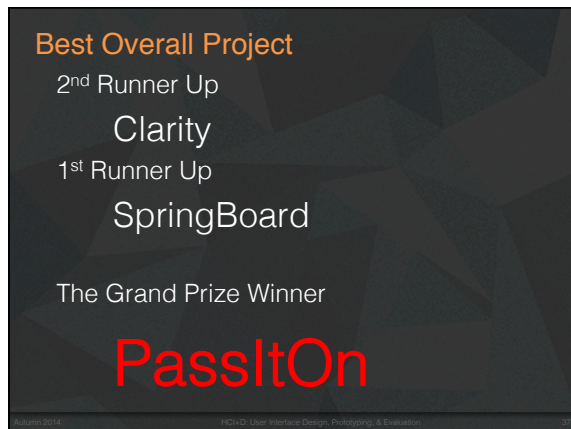 Best Overall Project
2nd Runner Up
Clarity
1st Runner Up
SpringBoard
The Grand Prize Winner
PassItOn
Autumn 2014 HCI+D: User Interface Design, Prototyping, & Evaluation 37